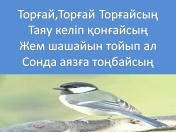 Торғай,Торғай Торғайсың
Таяу келіп қонғайсың
Жем шашайын тойып ал
Сонда аязға тоңбайсың